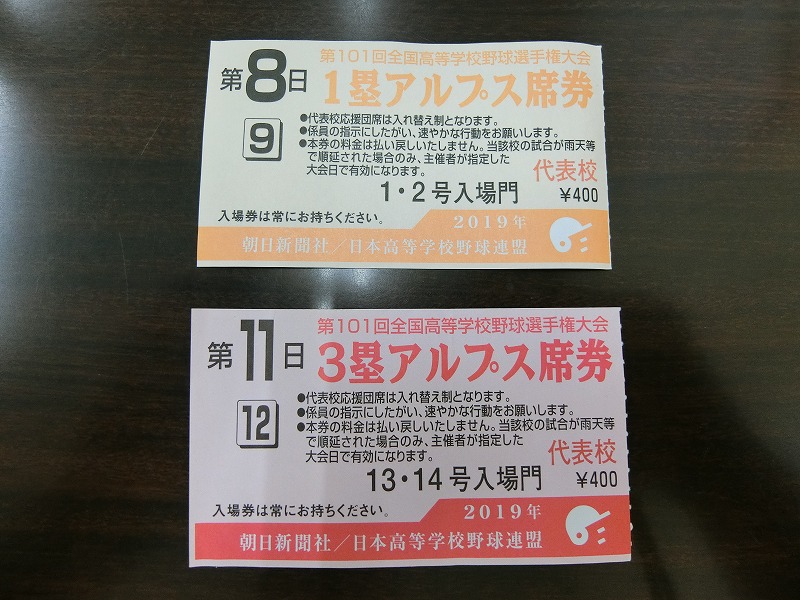 第8日
第101回全国高等学校野球選手権大会
1塁アルプス席券
9
●代表校応援団席は入れ替え制となります。
●係員の指示にしたがい、速やかな行動をお願いします。
●本券の料金は払い戻しいたしません。当該校の試合が雨天等
で順延された場合のみ、主催者が指定した
大会日で有効になります。
代表校
1・2号入場門
¥400
入場券は常にお持ちください。
2019年
朝日新聞社／日本高等学校野球連盟
第11日
第101回全国高等学校野球選手権大会
3塁アルプス席券
12
●代表校応援団席は入れ替え制となります。
●係員の指示にしたがい、速やかな行動をお願いします。
●本券の料金は払い戻しいたしません。当該校の試合が雨天等
で順延された場合のみ、主催者が指定した
大会日で有効になります。
代表校
13・14号入場門
¥400
入場券は常にお持ちください。
2019年
朝日新聞社／日本高等学校野球連盟